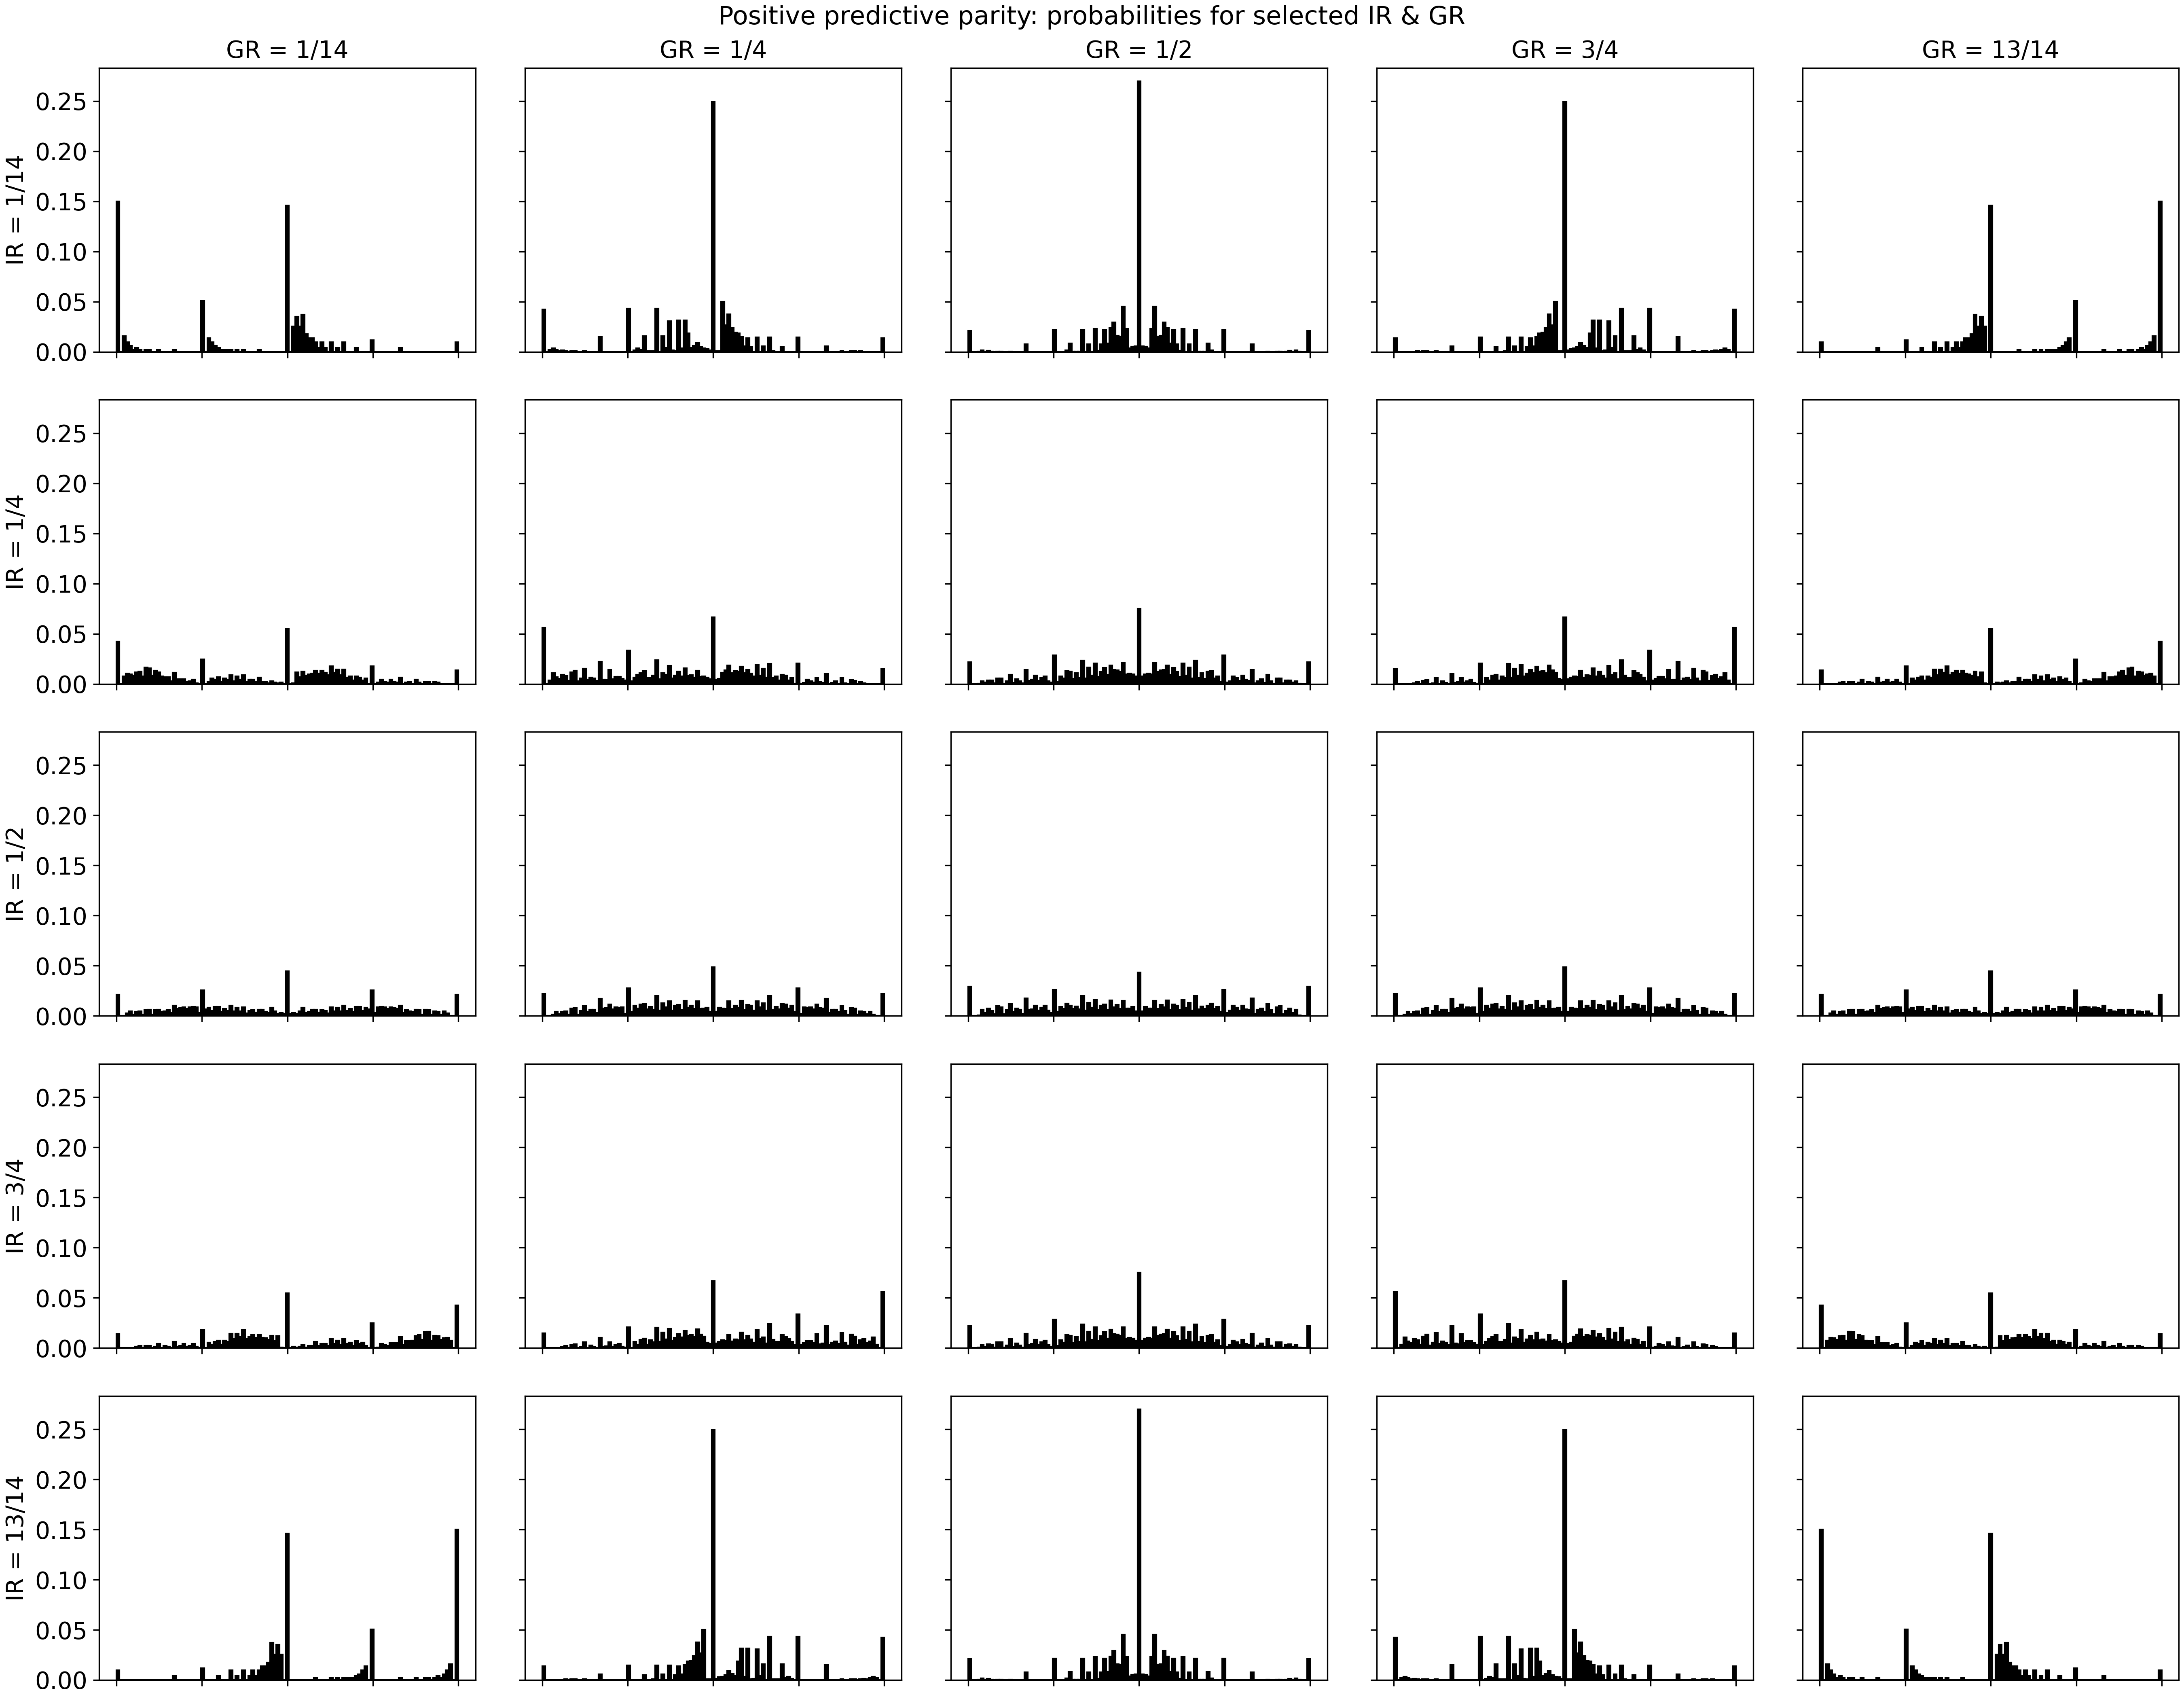 Positive predictive parity: probabilities for selected IR & GR
GR = 1/14
GR = 1/4
GR = 1/2
GR = 3/4
GR = 13/14
IR = 1/14
0.25
0.20
0.15
0.10
0.05
0.00
IR = 1/4
0.25
0.20
0.15
0.10
0.05
0.00
IR = 1/2
0.25
0.20
0.15
0.10
0.05
0.00
IR = 3/4
0.25
0.20
0.15
0.10
0.05
0.00
IR = 13/14
0.25
0.20
0.15
0.10
0.05
0.00